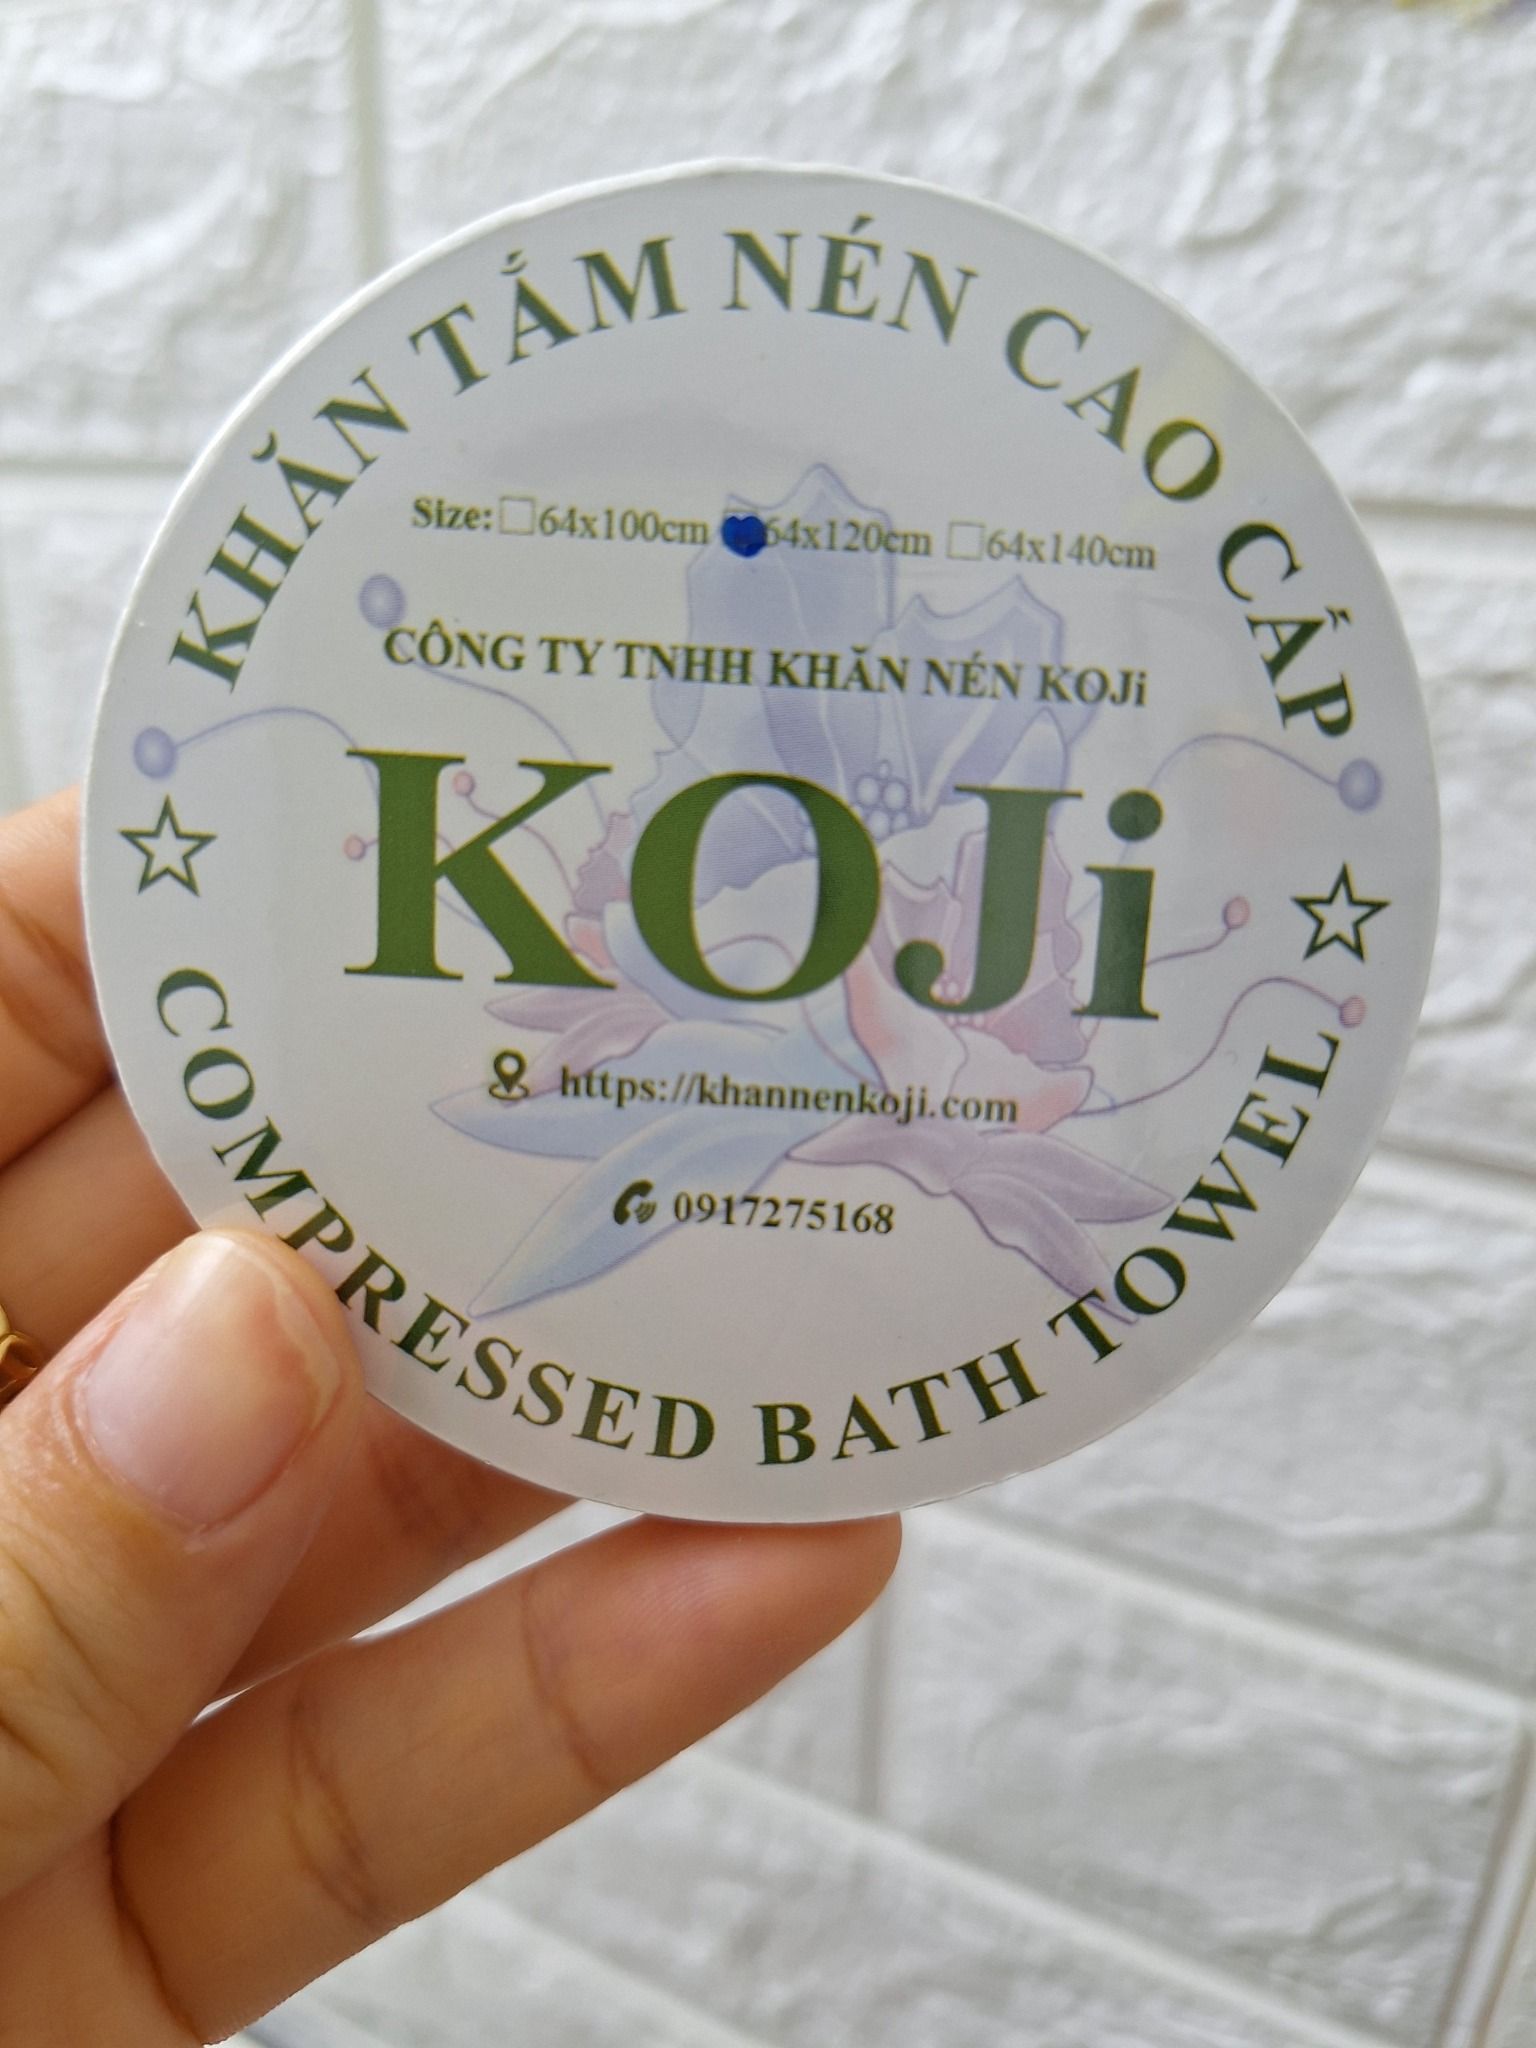 KHĂN TẮM NÉN CAO CẤP
Size: ☐64x100cm 64x120cm ☐64x140cm
CÔNG TY TNHH KHĂN NÉN KOJi
KOJi
https://khannenkoji.com
0917275168
COMPRESSED BATH TOWEL